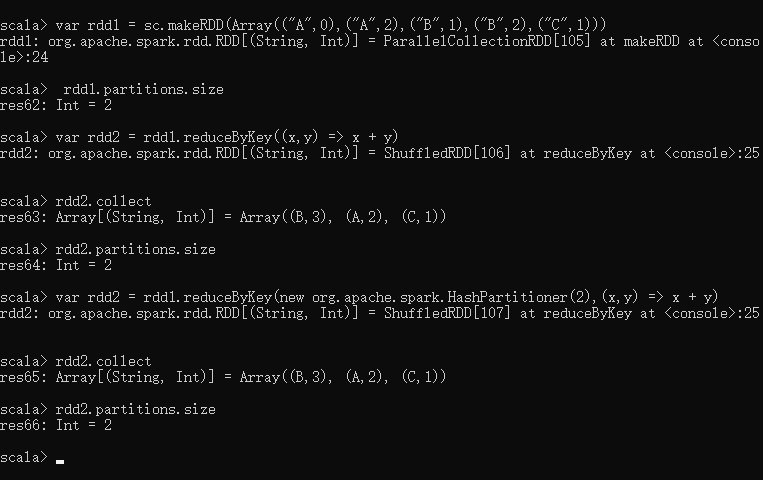 scala> var rdd1 = sc.makeRDD(Array(("A",0),("A",2),("B",1),("B",2),("C",1)))
rdd1: org.apache.spark.rdd.RDD[(String, Int)] = ParallelCollectionRDD[105] at makeRDD at <conso
le>:24
scala>  rdd1.partitions.size
res62: Int = 2
scala> var rdd2 = rdd1.reduceByKey((x,y) => x + y)
rdd2: org.apache.spark.rdd.RDD[(String, Int)] = ShuffledRDD[106] at reduceByKey at <console>:25
scala> rdd2.collect
res63: Array[(String, Int)] = Array((B,3), (A,2), (C,1))
scala> rdd2.partitions.size
res64: Int = 2
scala> var rdd2 = rdd1.reduceByKey(new org.apache.spark.HashPartitioner(2),(x,y) => x + y)
rdd2: org.apache.spark.rdd.RDD[(String, Int)] = ShuffledRDD[107] at reduceByKey at <console>:25
scala> rdd2.collect
res65: Array[(String, Int)] = Array((B,3), (A,2), (C,1))
scala> rdd2.partitions.size
res66: Int = 2
scala>